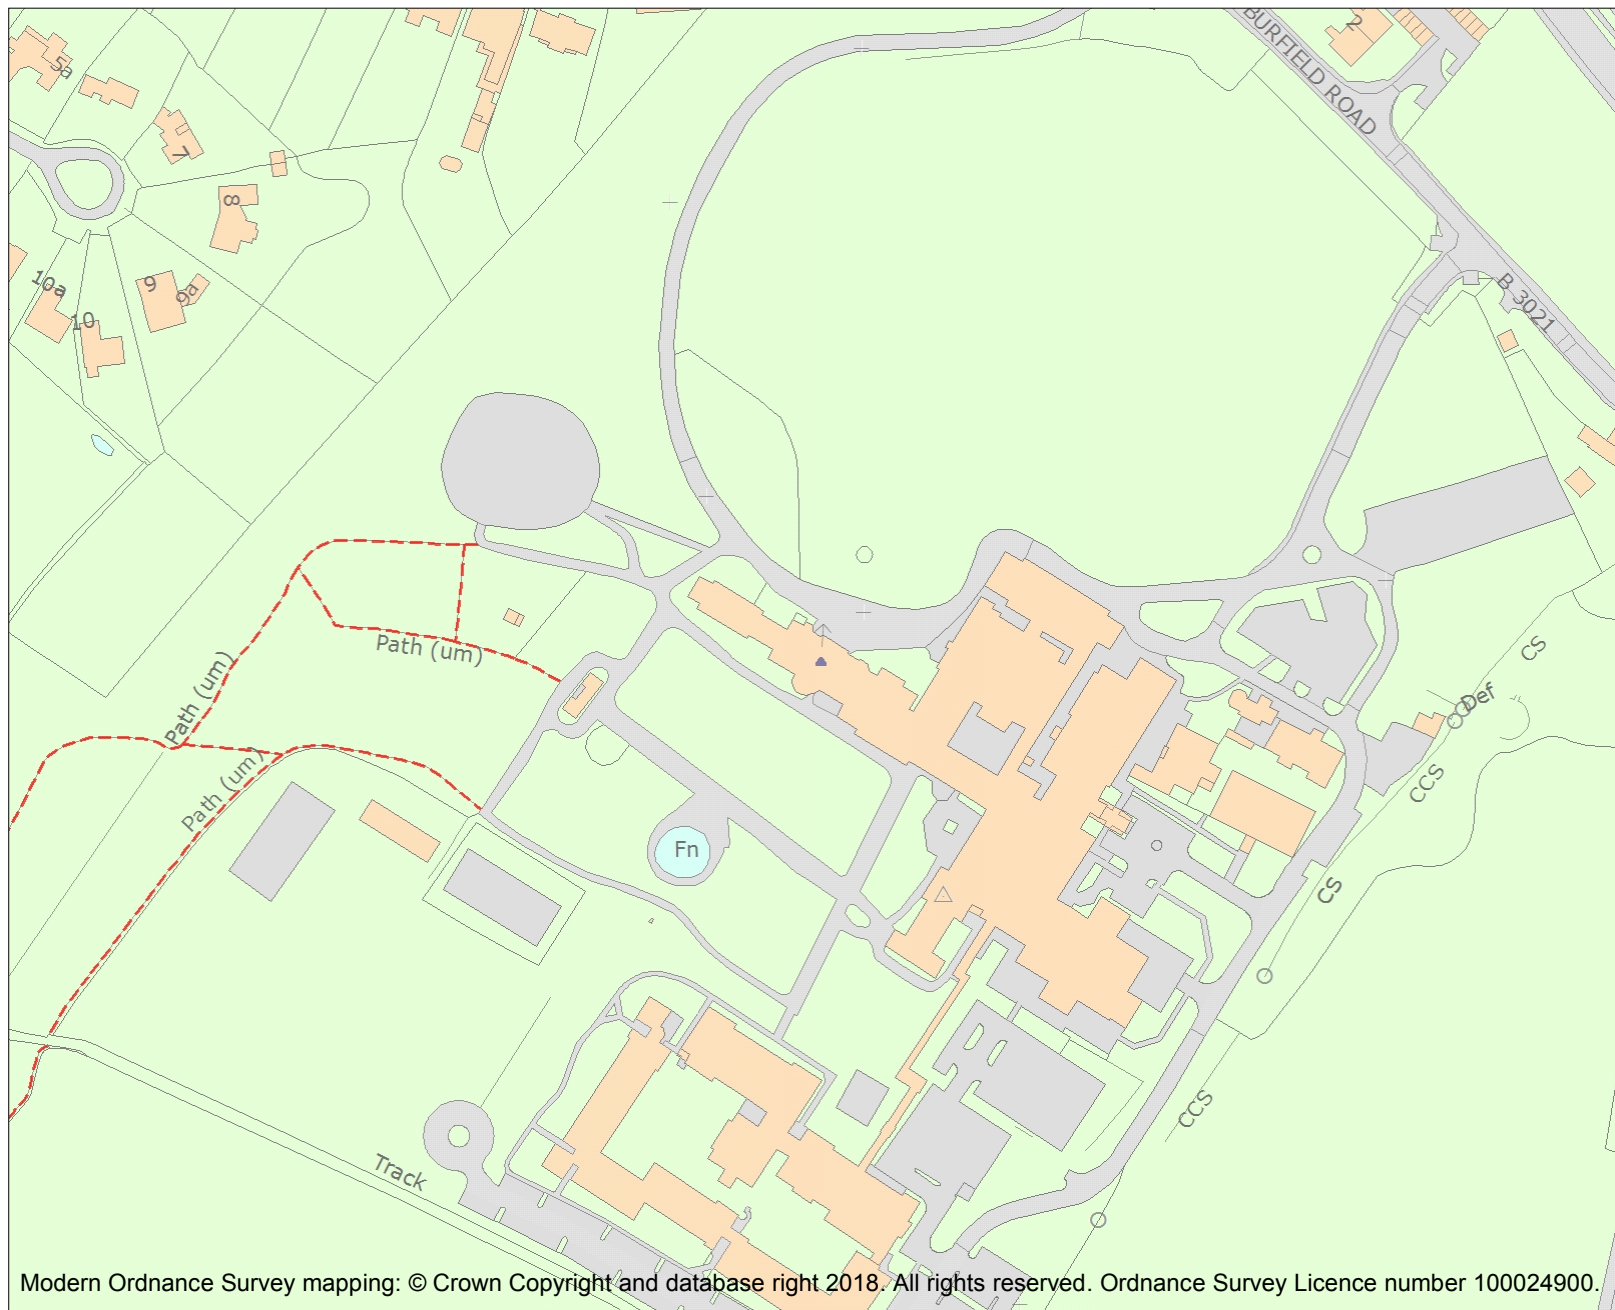 5a
2
BURFIELD ROAD
7
8
10a
9
9a
10
B 3021
Path (um)
Path (um)
Path (um)
CS
Def
CCS
Fn
CS
CCS
Track
Modern Ordnance Survey mapping: © Crown Copyright and database right 2018. All rights reserved. Ordnance Survey Licence number 100024900.